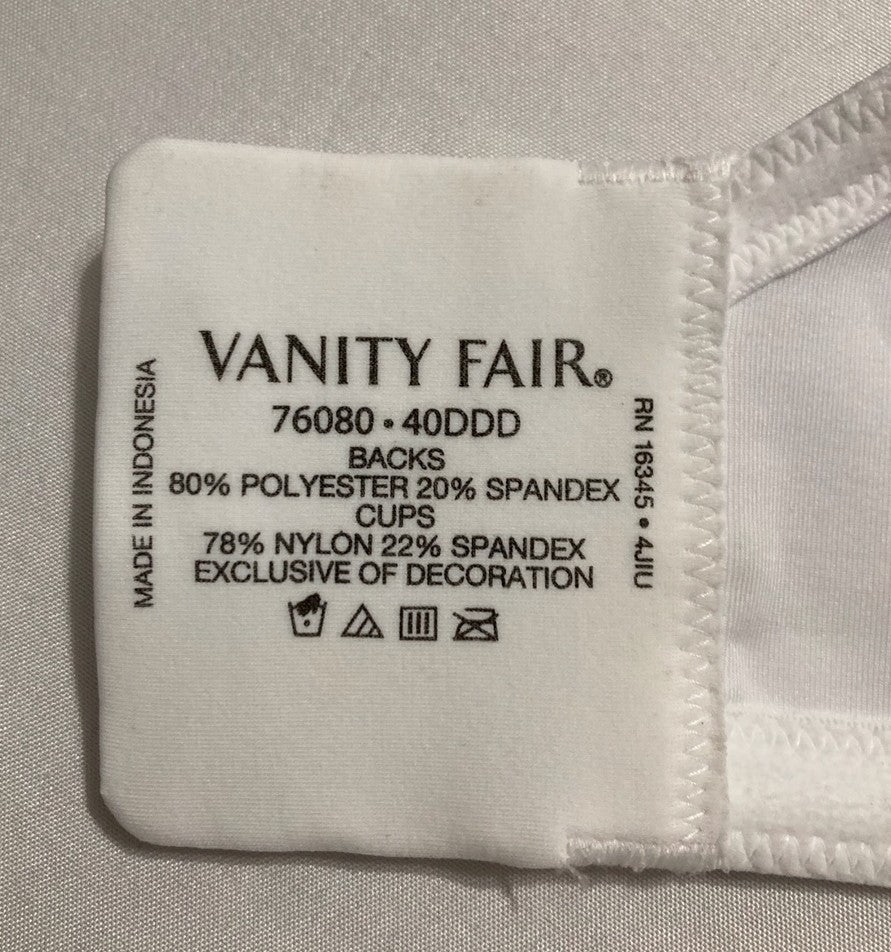 VANITY FAIR®
76080 • 40DDD
BACKS
80% POLYESTER 20% SPANDEX
CUPS
78% NYLON 22% SPANDEX
EXCLUSIVE OF DECORATION
MADE IN INDONESIA
RN 16345 • 4JIU